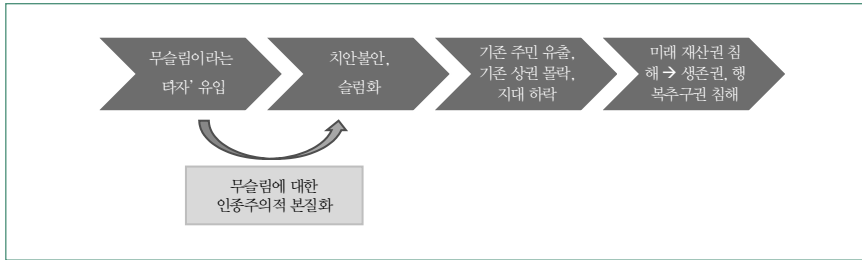 무슬림이라는
타자’ 유입
치안불안,
슬럼화
기존 주민 유출,
기존 상권 몰락,
지대 하락
미래 재산권 침
해 → 생존권, 행
복추구권 침해
무슬림에 대한
인종주의적 본질화